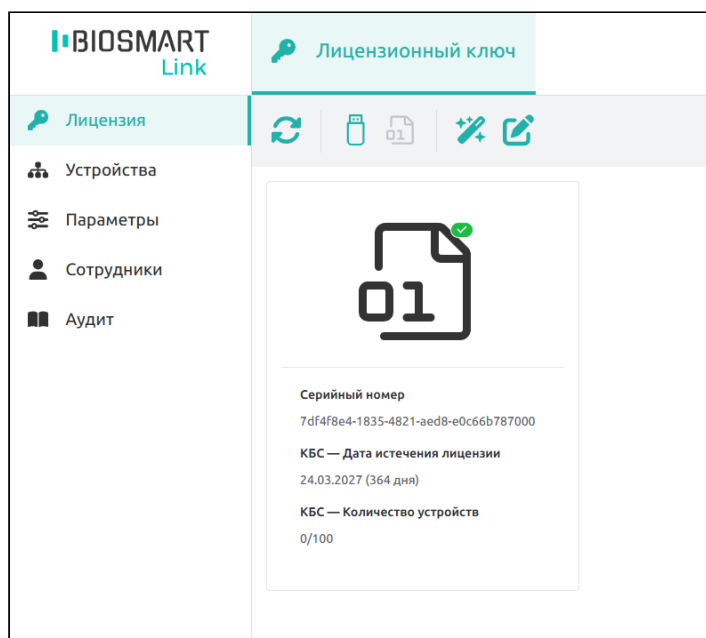 BIOSMART
Link
Лицензионный ключ
Лицензия
Устройства
Параметры
Сотрудники
Аудит
01
01
Серийный номер
7df4f8e4-1835-4821-aed8-e0c66b787000
КБС — Дата истечения лицензии
24.03.2027 (364 дня)
КБС — Количество устройств
0/100